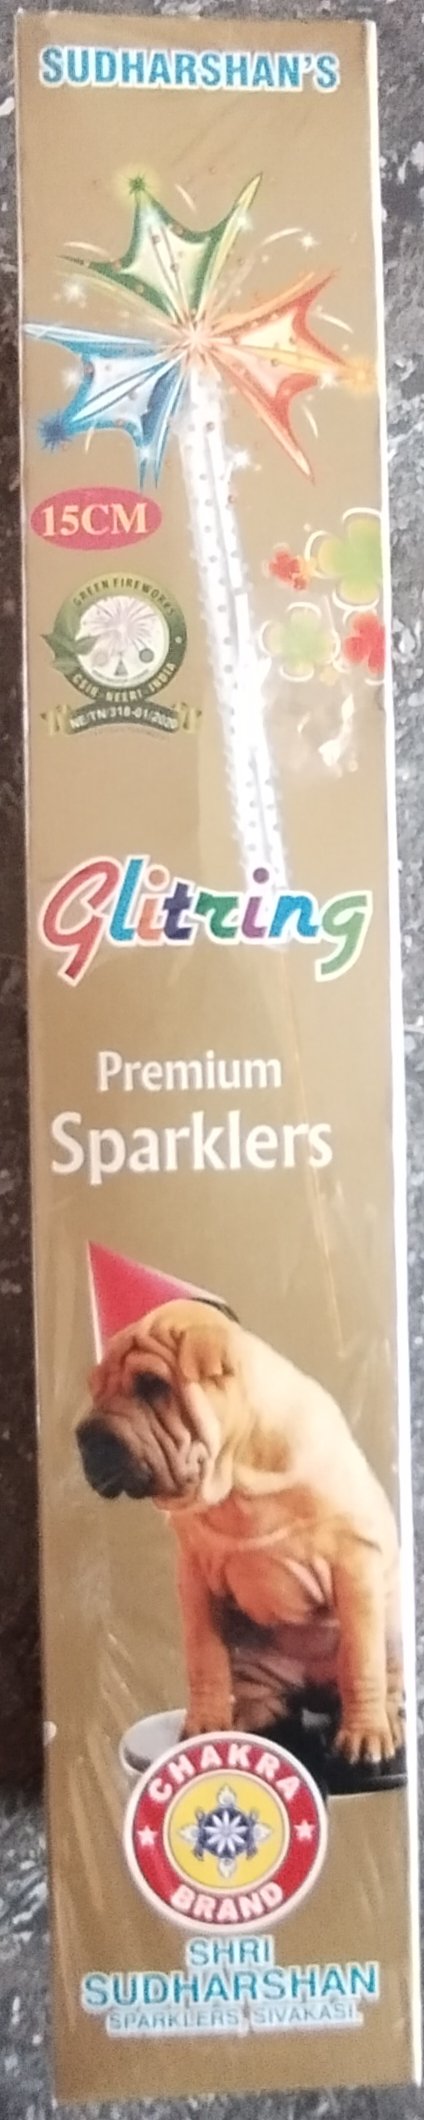 SUDHARSHAN'S
15CM
GREEN FIREWORKS
CSIR-NEERI-INDIA
NE/TN/318-01/2020
Glitring
Premium
Sparklers
CHAKRA
BRAND
SHRI
SUDHARSHAN
SPARKLERS, SIVAKASI.